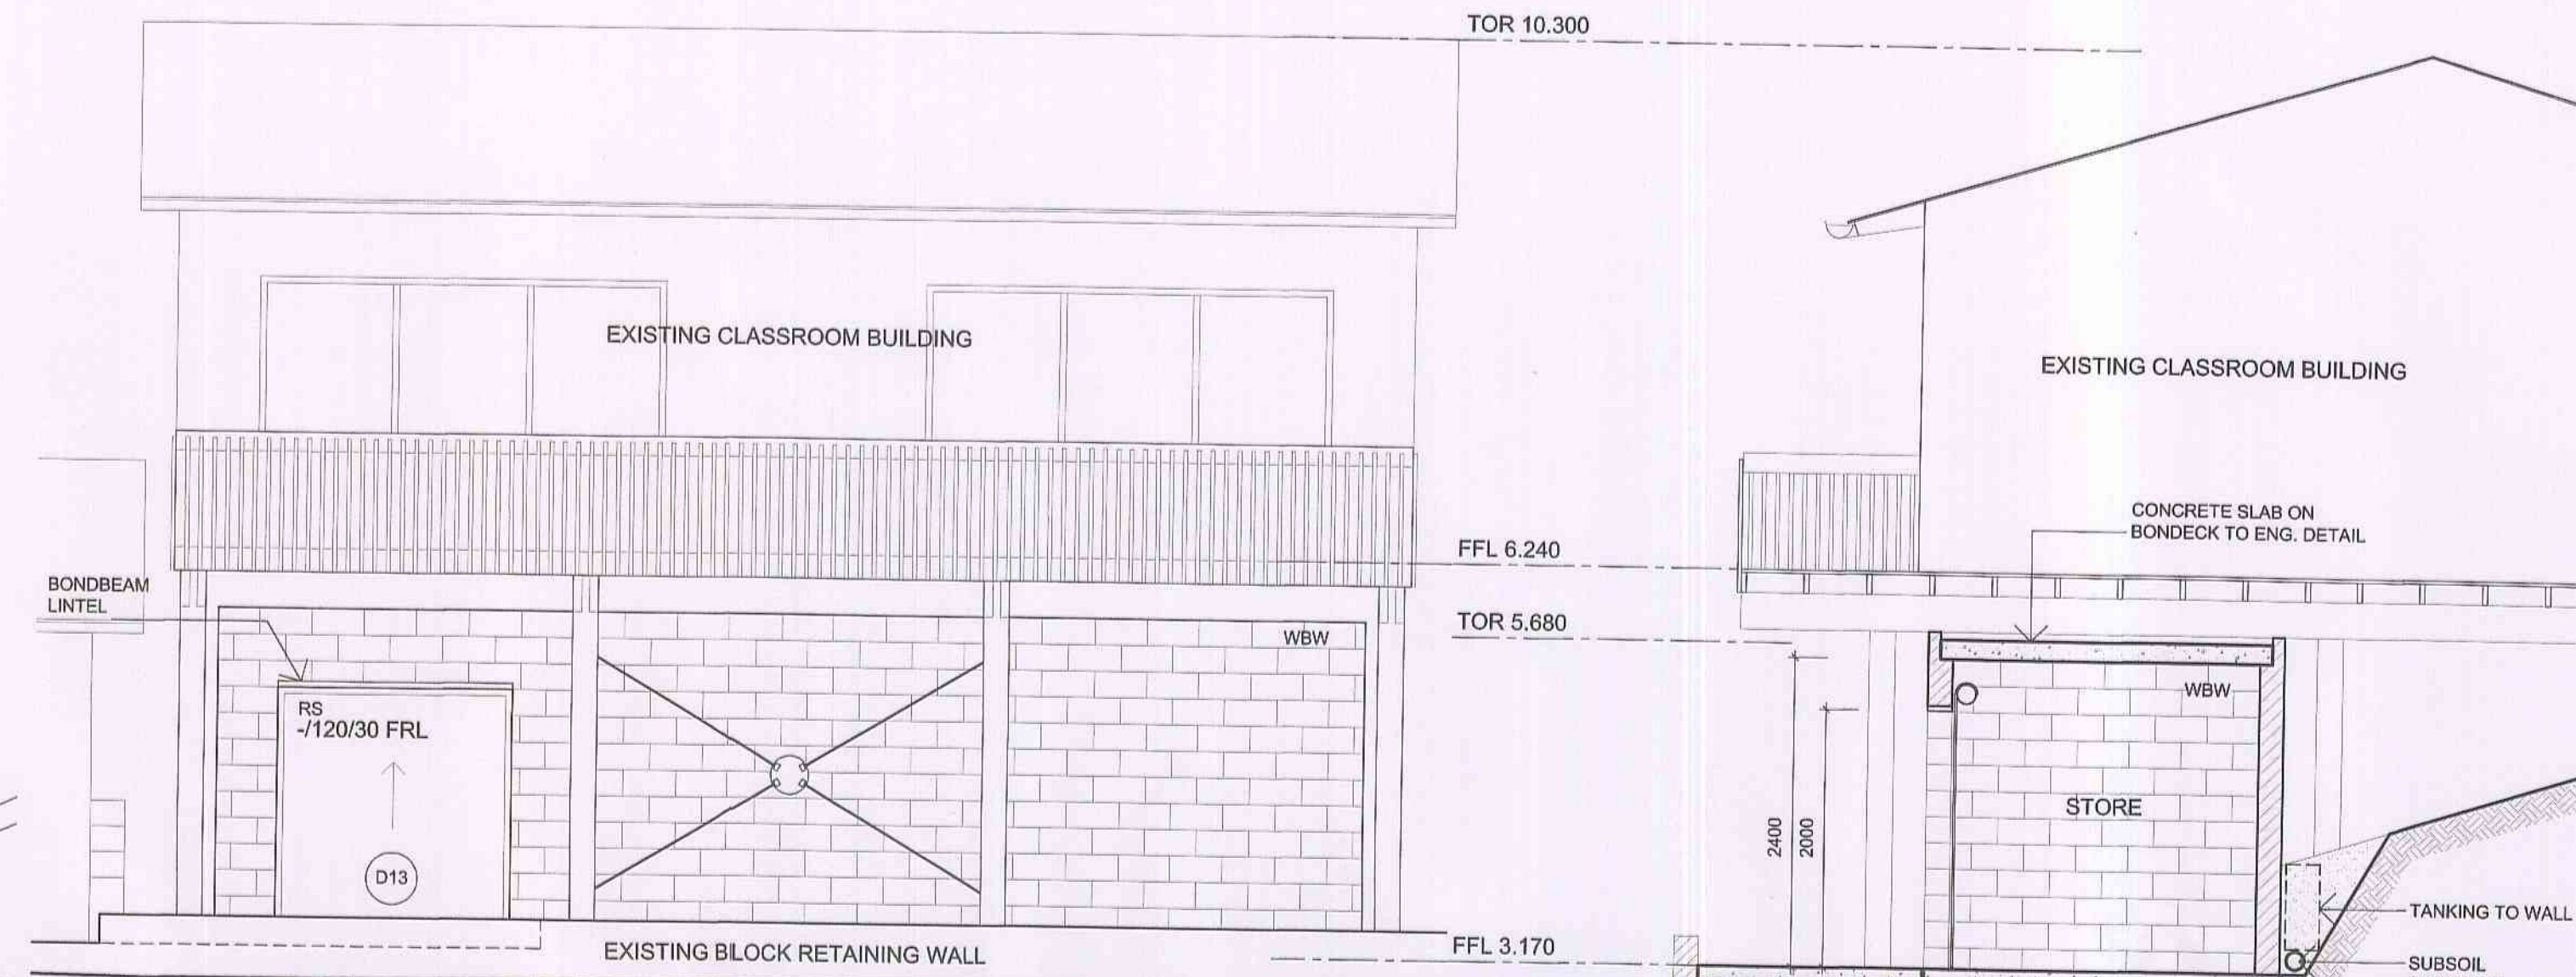 TOR 10.300
EXISTING CLASSROOM BUILDING
EXISTING CLASSROOM BUILDING
CONCRETE SLAB ON
BONDECK TO ENG. DETAIL
FFL 6.240
BONDBEAM
LINTEL
TOR 5.680
WBW
WBW
RS
-/120/30 FRL
2400
2000
STORE
D13
TANKING TO WALL
EXISTING BLOCK RETAINING WALL
FFL 3.170
SUBSOIL